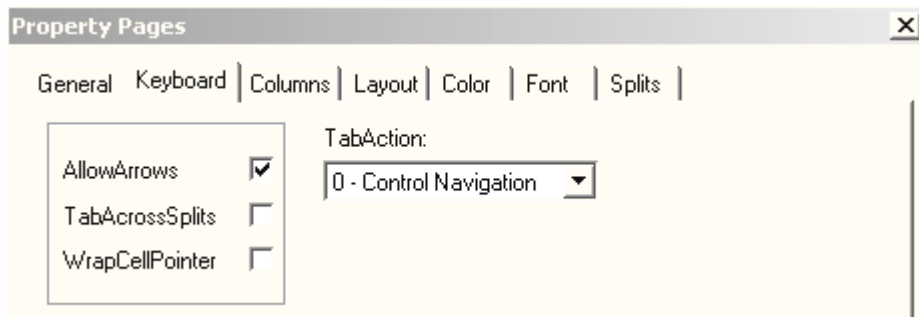 Property Pages
General Keyboard Columns Layout Color Font Splits
TabAction:
AllowArrows
0 - Control Navigation
TabAcrossSplits
WrapCellPointer